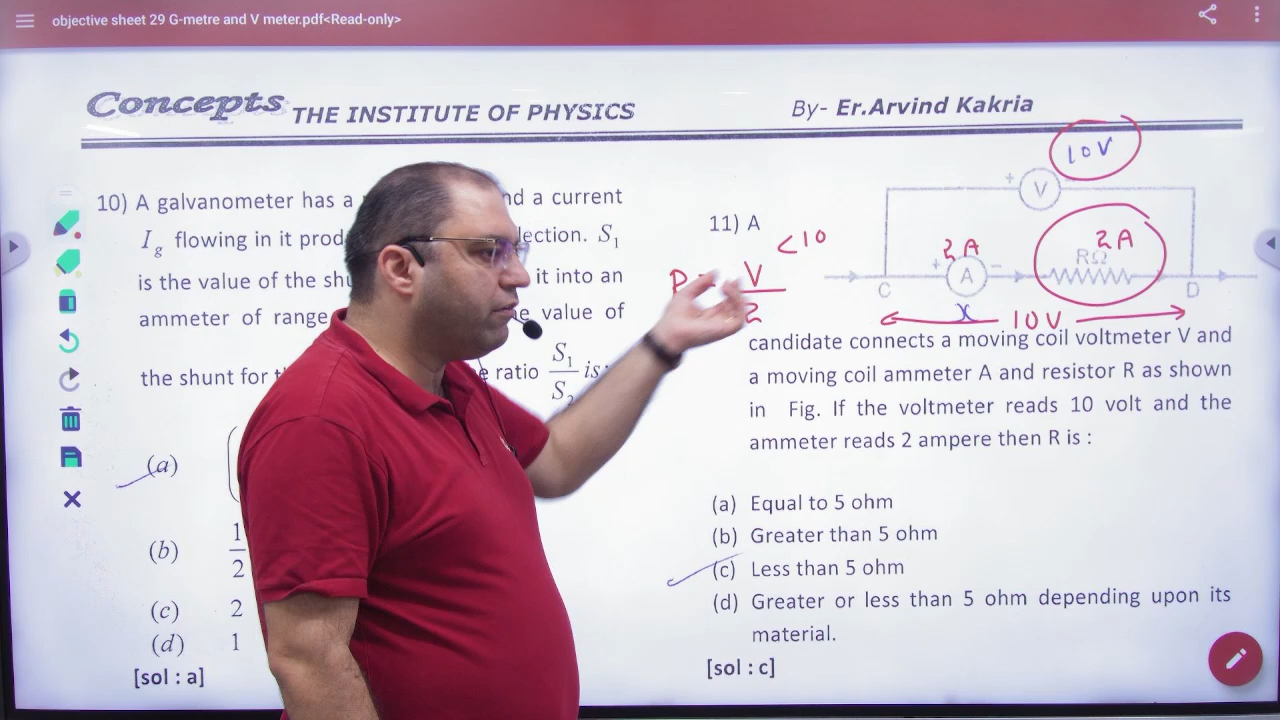 objective sheet 29 G-metre and V meter.pdf<Read-only>
Concepts THE INSTITUTE OF PHYSICS
By- Er.Arvind Kakria
10) A galvanometer has a nd a current
I_g flowing in it prod lection. S_1
is the value of the shu it into an
ammeter of range e value of
the shunt for e ratio S_1/S_2 is:
(a)
(b) 1/2
(c) 2
(d) 1
[sol : a]
10V
+ V
11) A
<10
V
2
2A
+ A -
2A
RΩ
C
D
x
10V
candidate connects a moving coil voltmeter V and
a moving coil ammeter A and resistor R as shown
in Fig. If the voltmeter reads 10 volt and the
ammeter reads 2 ampere then R is :
(a) Equal to 5 ohm
(b) Greater than 5 ohm
(c) Less than 5 ohm
(d) Greater or less than 5 ohm depending upon its
material.
[sol : c]